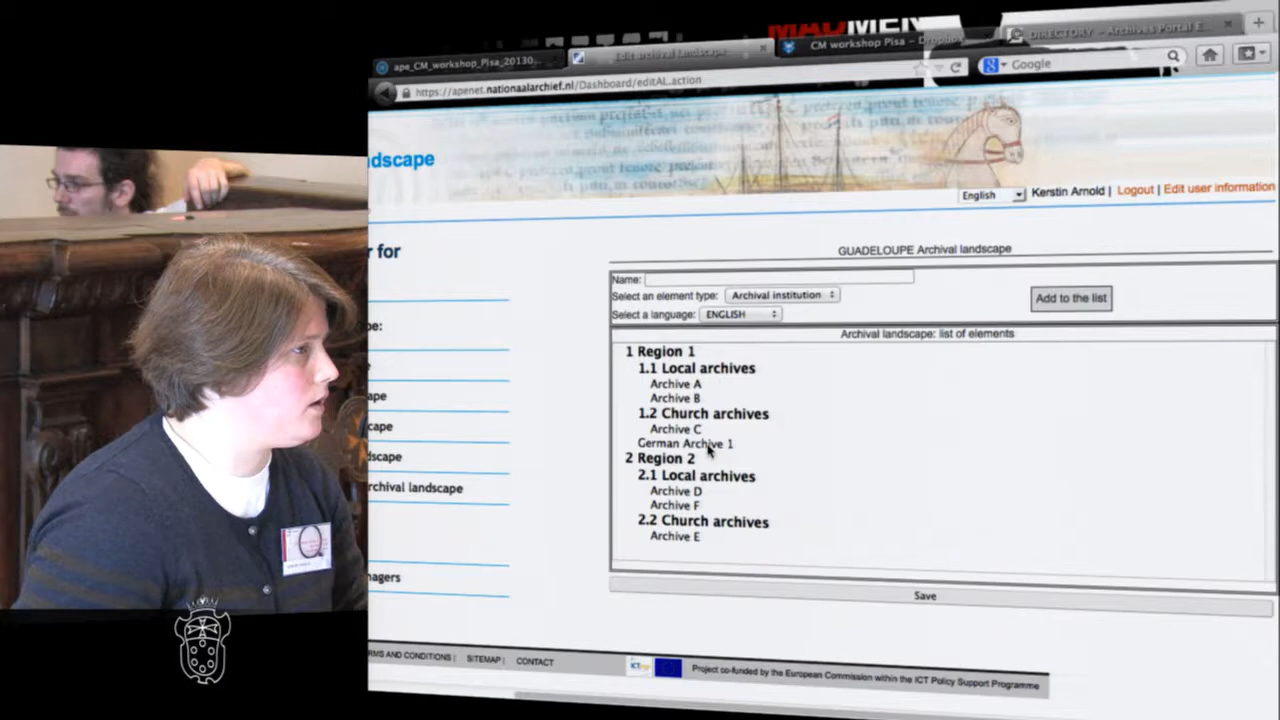 MADMEN
ape_CM_workshop_Pisa_20130...
Edit archival landscape
CM workshop Pisa – Dropbox
DIRECTORY – Archives Portal E...
https://apenet.nationaalarchief.nl/Dashboard/editAL.action
Google
ndscape
English
Kerstin Arnold | Logout | Edit user information
r for
GUADELOUPE Archival landscape
Name:
Select an element type: Archival institution
Add to the list
Select a language: ENGLISH
pe:
Archival landscape: list of elements
1 Region 1
1.1 Local archives
Archive A
Archive B
1.2 Church archives
Archive C
German Archive 1
2 Region 2
2.1 Local archives
Archive D
Archive F
2.2 Church archives
Archive E
ape
cape
dscape
rchival landscape
nagers
Save
RMS AND CONDITIONS | SITEMAP | CONTACT
Project co-funded by the European Commission within the ICT Policy Support Programme